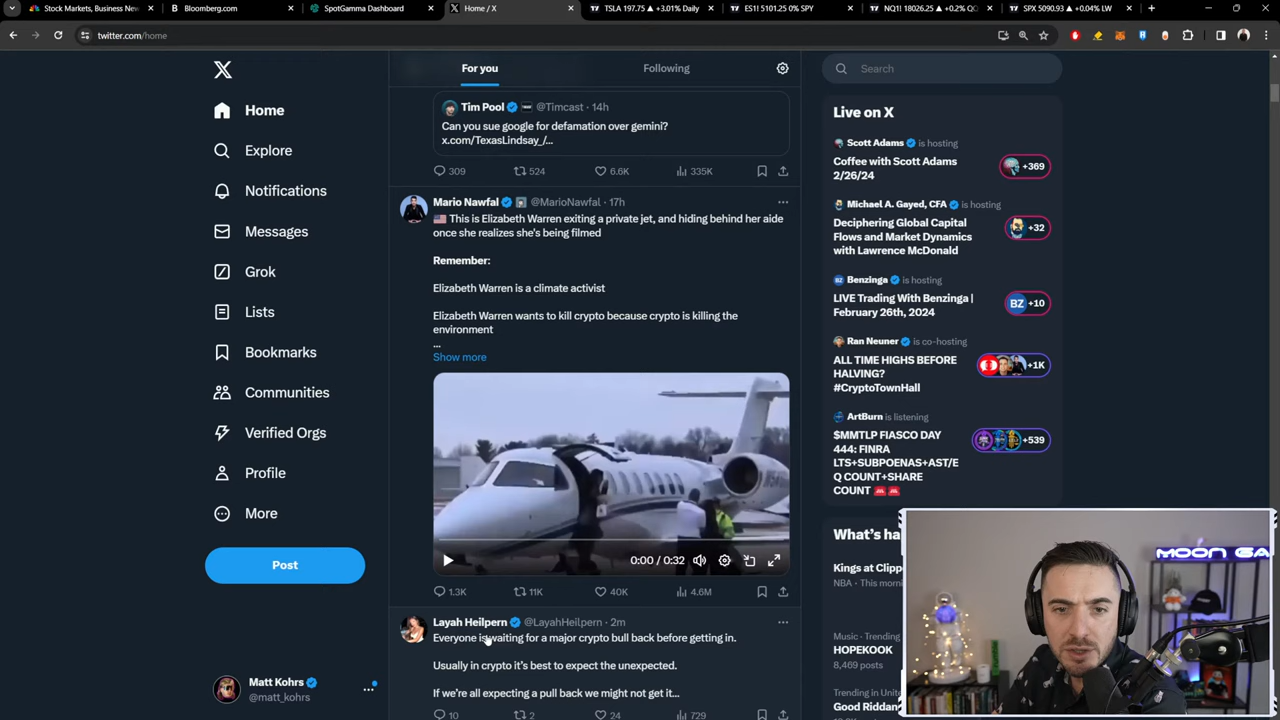 Stock Markets, Business New
Bloomberg.com
SpotGamma Dashboard
Home / X
TSLA 197.75 ▲ +3.01% Daily
ES1! 5101.25 0% SPY
NQ1! 18026.25 ▲ +0.2% QQ
SPX 5090.93 ▲ +0.04% LW
twitter.com/home
Home
Explore
Notifications
Messages
Grok
Lists
Bookmarks
Communities
Verified Orgs
Profile
More
Post
Matt Kohrs
@matt_kohrs
For you
Following
Tim Pool @Timcast · 14h
Can you sue google for defamation over gemini?
x.com/TexasLindsay_/...
309 524 6.6K 335K
Mario Nawfal @MarioNawfal · 17h
🇺🇸 This is Elizabeth Warren exiting a private jet, and hiding behind her aide
once she realizes she's being filmed
Remember:
Elizabeth Warren is a climate activist
Elizabeth Warren wants to kill crypto because crypto is killing the
environment
...
Show more
0:00 / 0:32
1.3K 11K 40K 4.6M
Layah Heilpern @LayahHeilpern · 2m
Everyone is waiting for a major crypto bull back before getting in.
Usually in crypto it's best to expect the unexpected.
If we're all expecting a pull back we might not get it...
10 2 24 729
Search
Live on X
Scott Adams is hosting
Coffee with Scott Adams
2/26/24
+369
Michael A. Gayed, CFA is hosting
Deciphering Global Capital
Flows and Market Dynamics
with Lawrence McDonald
+32
Benzinga is hosting
LIVE Trading With Benzinga |
February 26th, 2024
BZ +10
Ran Neuner is co-hosting
ALL TIME HIGHS BEFORE
HALVING?
#CryptoTownHall
+1K
ArtBurn is listening
$MMTLP FIASCO DAY
444: FINRA
LTS+SUBPOENAS+AST/E
Q COUNT+SHARE
COUNT
+539
What's ha
Kings at Clipp
NBA · This morni
Music · Trending
HOPEKOOK
8,469 posts
Trending in Unite
Good Riddan
MOON GA